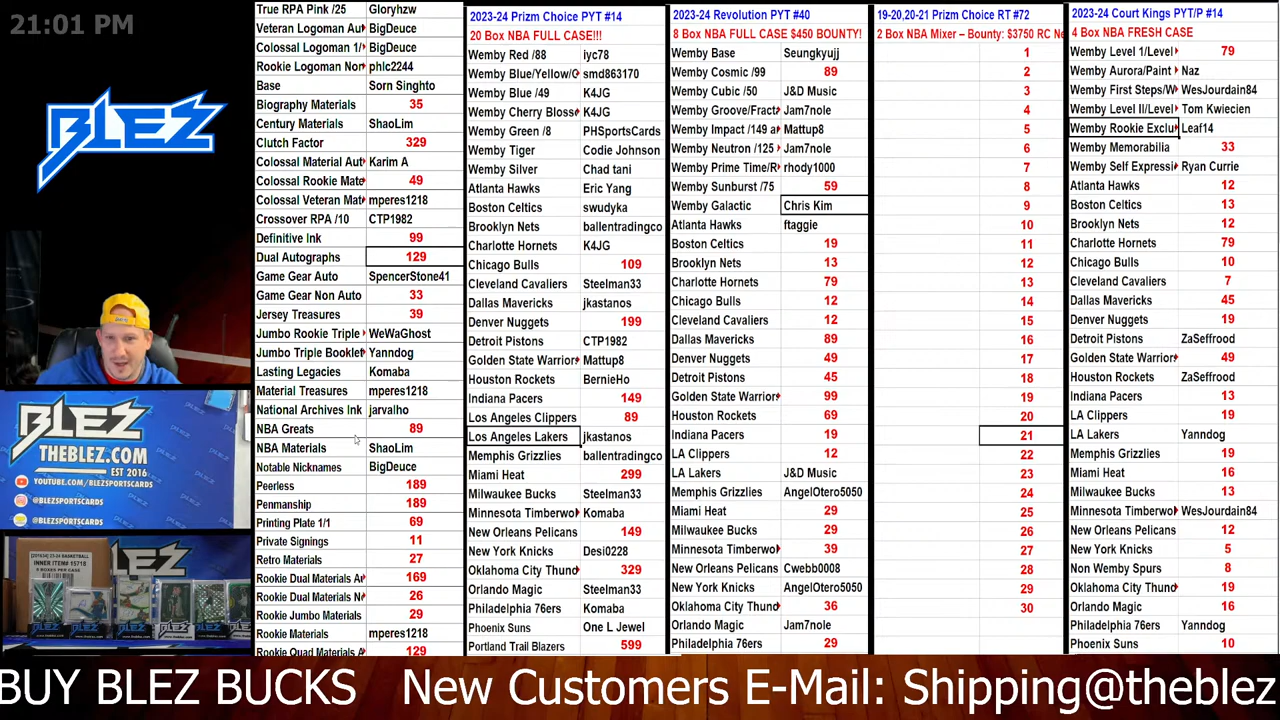 21:01 PM
BLEZ
BLEZ
THEBLEZ.COM
EST 2016
YOUTUBE.COM/BLEZSPORTSCARDS
@BLEZSPORTSCARDS
@BLEZSPORTSCARDS
INNER ITEM# 15718
True RPA Pink /25 Gloryhzw
Veteran Logoman Au BigDeuce
Colossal Logoman 1/ BigDeuce
Rookie Logoman Non phlc2244
Base Sorn Singhto
Biography Materials 35
Century Materials ShaoLim
Clutch Factor 329
Colossal Material Aut Karim A
Colossal Rookie Mate 49
Colossal Veteran Mat mperes1218
Crossover RPA /10 CTP1982
Definitive Ink 99
Dual Autographs 129
Game Gear Auto SpencerStone41
Game Gear Non Auto 33
Jersey Treasures 39
Jumbo Rookie Triple WeWaGhost
Jumbo Triple Booklet Yanndog
Lasting Legacies Komaba
Material Treasures mperes1218
National Archives Ink jarvalho
NBA Greats 89
NBA Materials ShaoLim
Notable Nicknames BigDeuce
Peerless 189
Penmanship 189
Printing Plate 1/1 69
Private Signings 11
Retro Materials 27
Rookie Dual Materials A 169
Rookie Dual Materials N 26
Rookie Jumbo Materials 29
Rookie Materials mperes1218
Rookie Quad Materials A 129
2023-24 Prizm Choice PYT #14
20 Box NBA FULL CASE!!!
Wemby Red /88 iyc78
Wemby Blue/Yellow/G smd863170
Wemby Blue /49 K4JG
Wemby Cherry Blosso K4JG
Wemby Green /8 PHSportsCards
Wemby Tiger Codie Johnson
Wemby Silver Chad tani
Atlanta Hawks Eric Yang
Boston Celtics swudyka
Brooklyn Nets ballentradingco
Charlotte Hornets K4JG
Chicago Bulls 109
Cleveland Cavaliers Steelman33
Dallas Mavericks jkastanos
Denver Nuggets 199
Detroit Pistons CTP1982
Golden State Warrior Mattup8
Houston Rockets BernieHo
Indiana Pacers 149
Los Angeles Clippers 89
Los Angeles Lakers jkastanos
Memphis Grizzlies ballentradingco
Miami Heat 299
Milwaukee Bucks Steelman33
Minnesota Timberwo Komaba
New Orleans Pelicans 149
New York Knicks Desi0228
Oklahoma City Thund 329
Orlando Magic Steelman33
Philadelphia 76ers Komaba
Phoenix Suns One L Jewel
Portland Trail Blazers 599
2023-24 Revolution PYT #40
8 Box NBA FULL CASE $450 BOUNTY!
Wemby Base Seungkyujj
Wemby Cosmic /99 89
Wemby Cubic /50 J&D Music
Wemby Groove/Fract Jam7nole
Wemby Impact /149 a Mattup8
Wemby Neutron /125 Jam7nole
Wemby Prime Time/R rhody1000
Wemby Sunburst /75 59
Wemby Galactic Chris Kim
Atlanta Hawks ftaggie
Boston Celtics 19
Brooklyn Nets 13
Charlotte Hornets 79
Chicago Bulls 12
Cleveland Cavaliers 12
Dallas Mavericks 89
Denver Nuggets 49
Detroit Pistons 45
Golden State Warrior 99
Houston Rockets 69
Indiana Pacers 19
LA Clippers 12
LA Lakers J&D Music
Memphis Grizzlies AngelOtero5050
Miami Heat 29
Milwaukee Bucks 29
Minnesota Timberwo 39
New Orleans Pelicans Cwebb0008
New York Knicks AngelOtero5050
Oklahoma City Thund 36
Orlando Magic Jam7nole
Philadelphia 76ers 29
19-20,20-21 Prizm Choice RT #72
2 Box NBA Mixer – Bounty: $3750 RC Ne
1
2
3
4
5
6
7
8
9
10
11
12
13
14
15
16
17
18
19
20
21
22
23
24
25
26
27
28
29
30
2023-24 Court Kings PYT/P #14
4 Box NBA FRESH CASE
Wemby Level 1/Level 79
Wemby Aurora/Paint Naz
Wemby First Steps/W WesJourdain84
Wemby Level II/Level Tom Kwiecien
Wemby Rookie Exclu Leaf14
Wemby Memorabilia 33
Wemby Self Expressi Ryan Currie
Atlanta Hawks 12
Boston Celtics 13
Brooklyn Nets 12
Charlotte Hornets 79
Chicago Bulls 10
Cleveland Cavaliers 7
Dallas Mavericks 45
Denver Nuggets 19
Detroit Pistons ZaSeffrood
Golden State Warrior 49
Houston Rockets ZaSeffrood
Indiana Pacers 13
LA Clippers 19
LA Lakers Yanndog
Memphis Grizzlies 19
Miami Heat 16
Milwaukee Bucks 13
Minnesota Timberwo WesJourdain84
New Orleans Pelicans 12
New York Knicks 5
Non Wemby Spurs 8
Oklahoma City Thund 19
Orlando Magic 16
Philadelphia 76ers Yanndog
Phoenix Suns 10
BUY BLEZ BUCKS New Customers E-Mail: Shipping@theblez